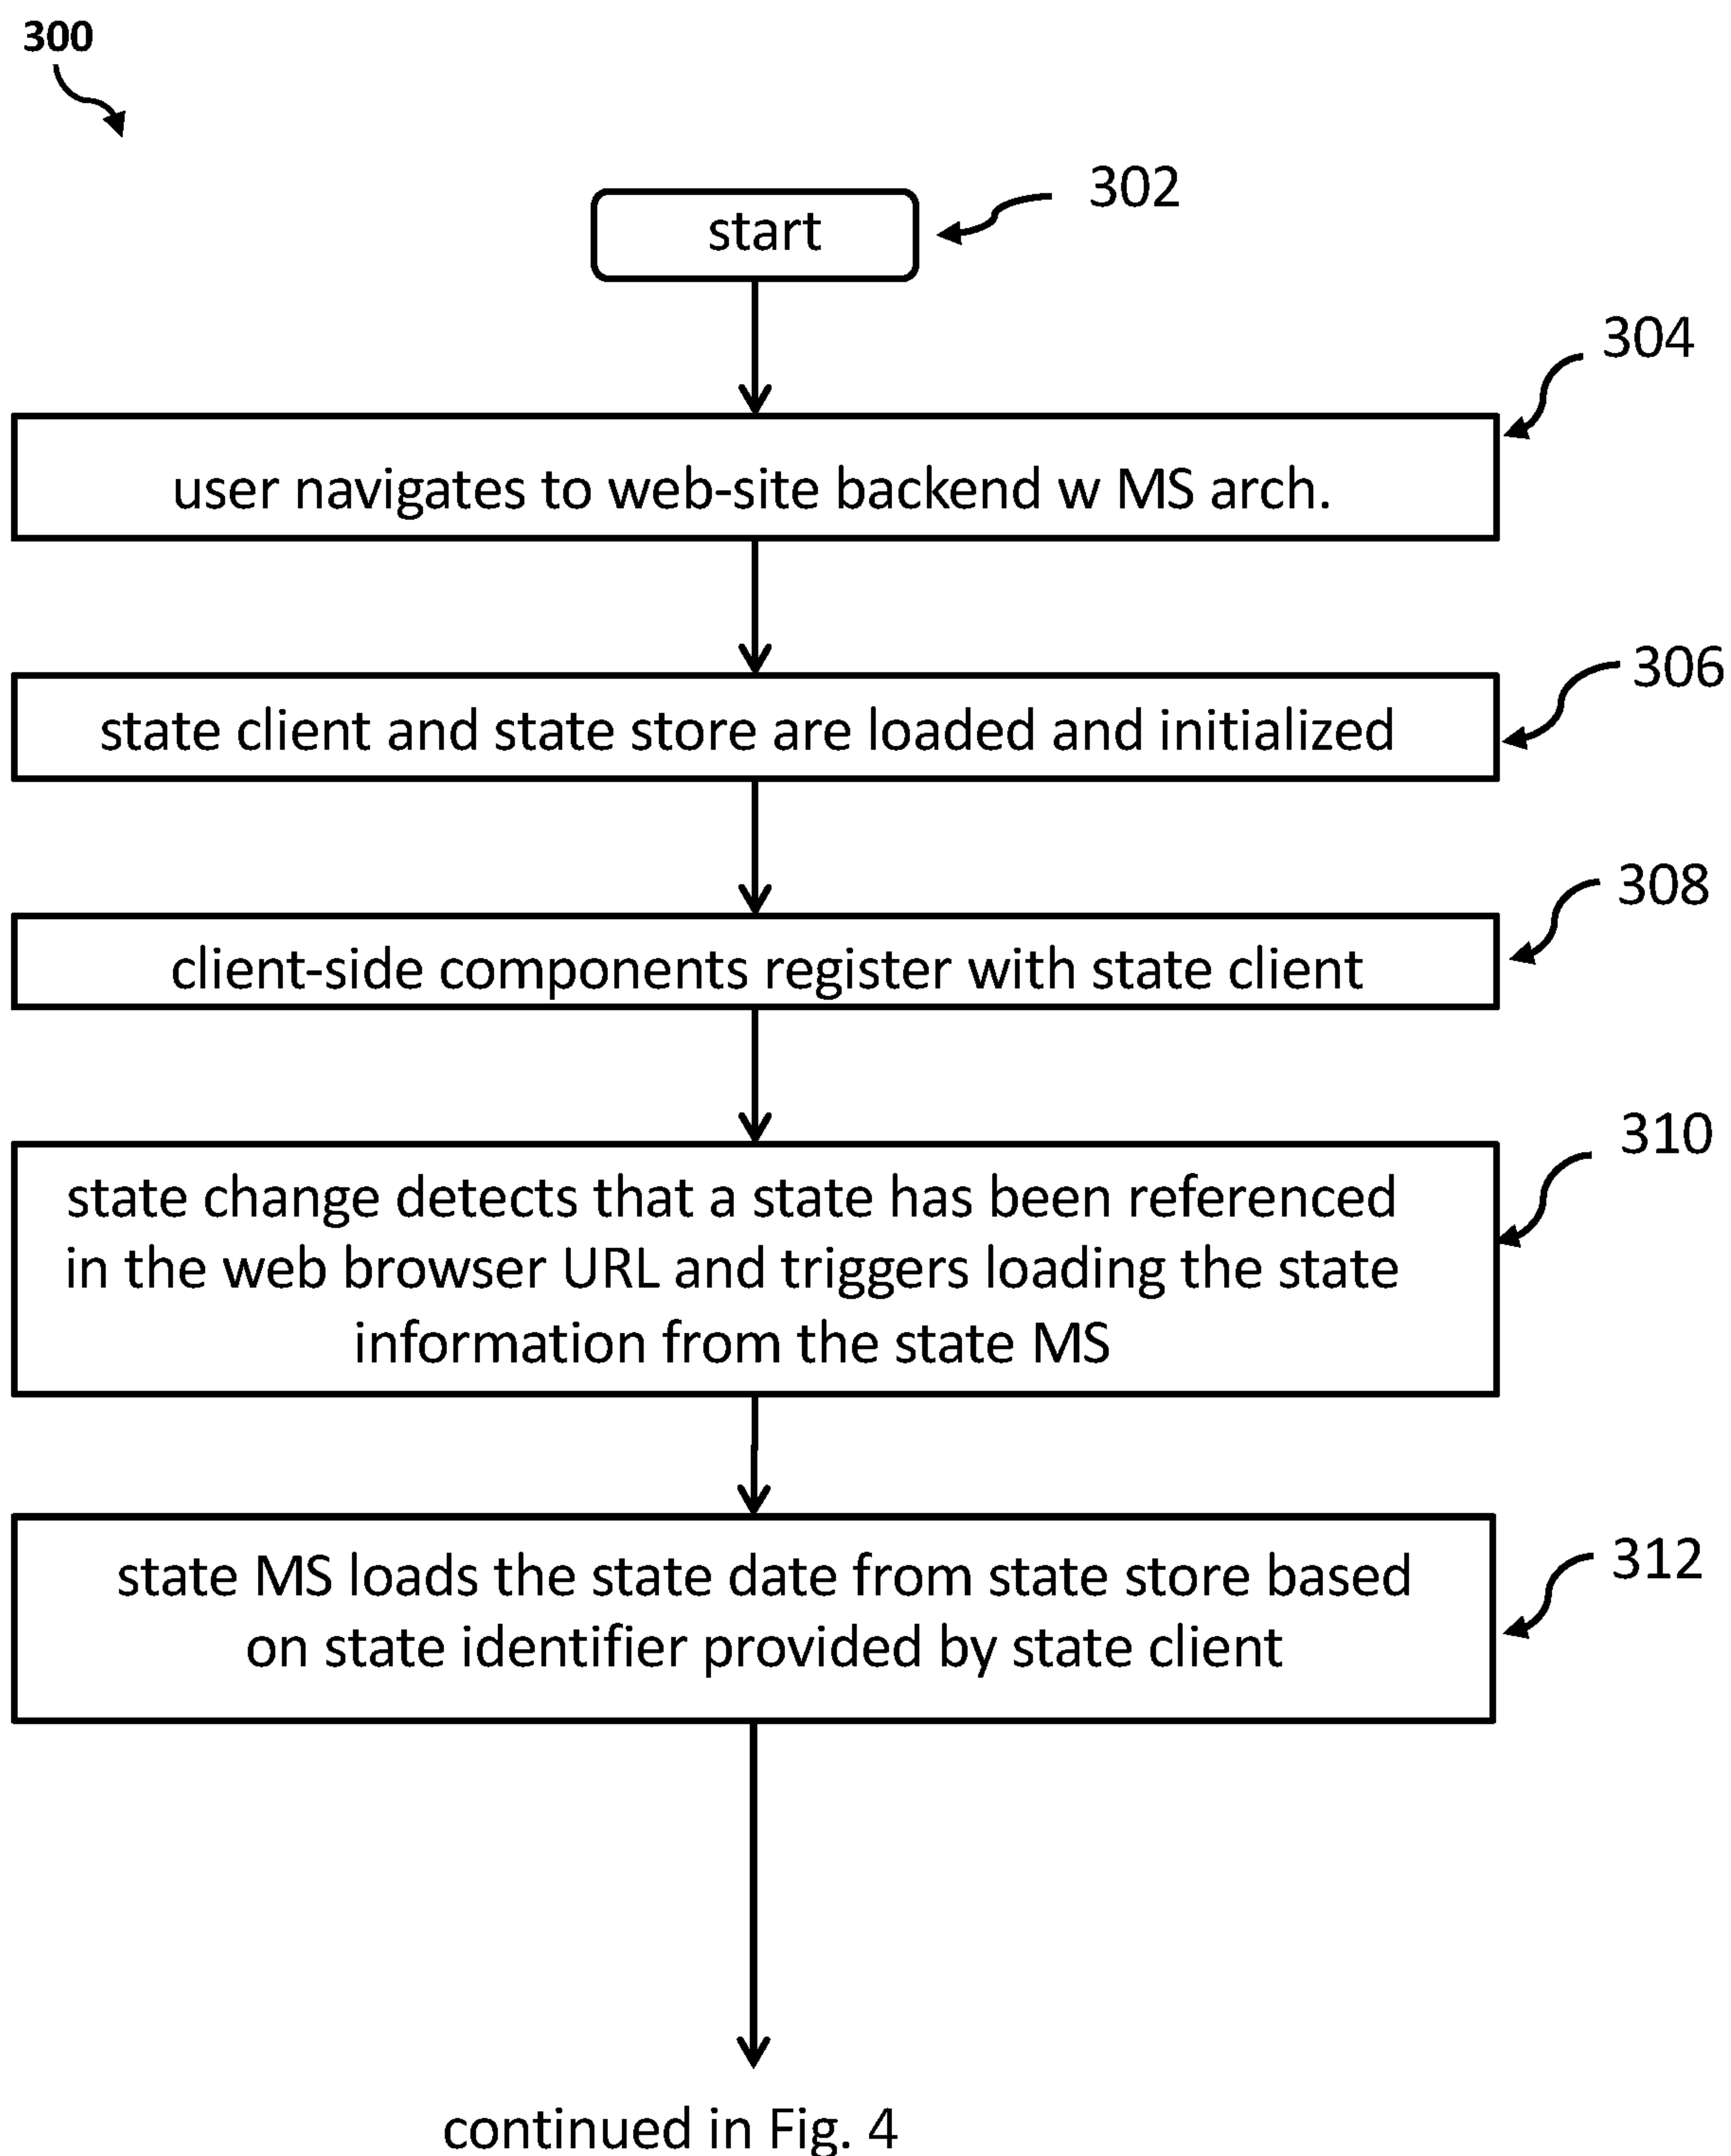 300
302
start
304
user navigates to web-site backend w MS arch.
306
state client and state store are loaded and initialized
308
client-side components register with state client
310
state change detects that a state has been referenced
in the web browser URL and triggers loading the state
information from the state MS
312
state MS loads the state date from state store based
on state identifier provided by state client
continued in Fig. 4